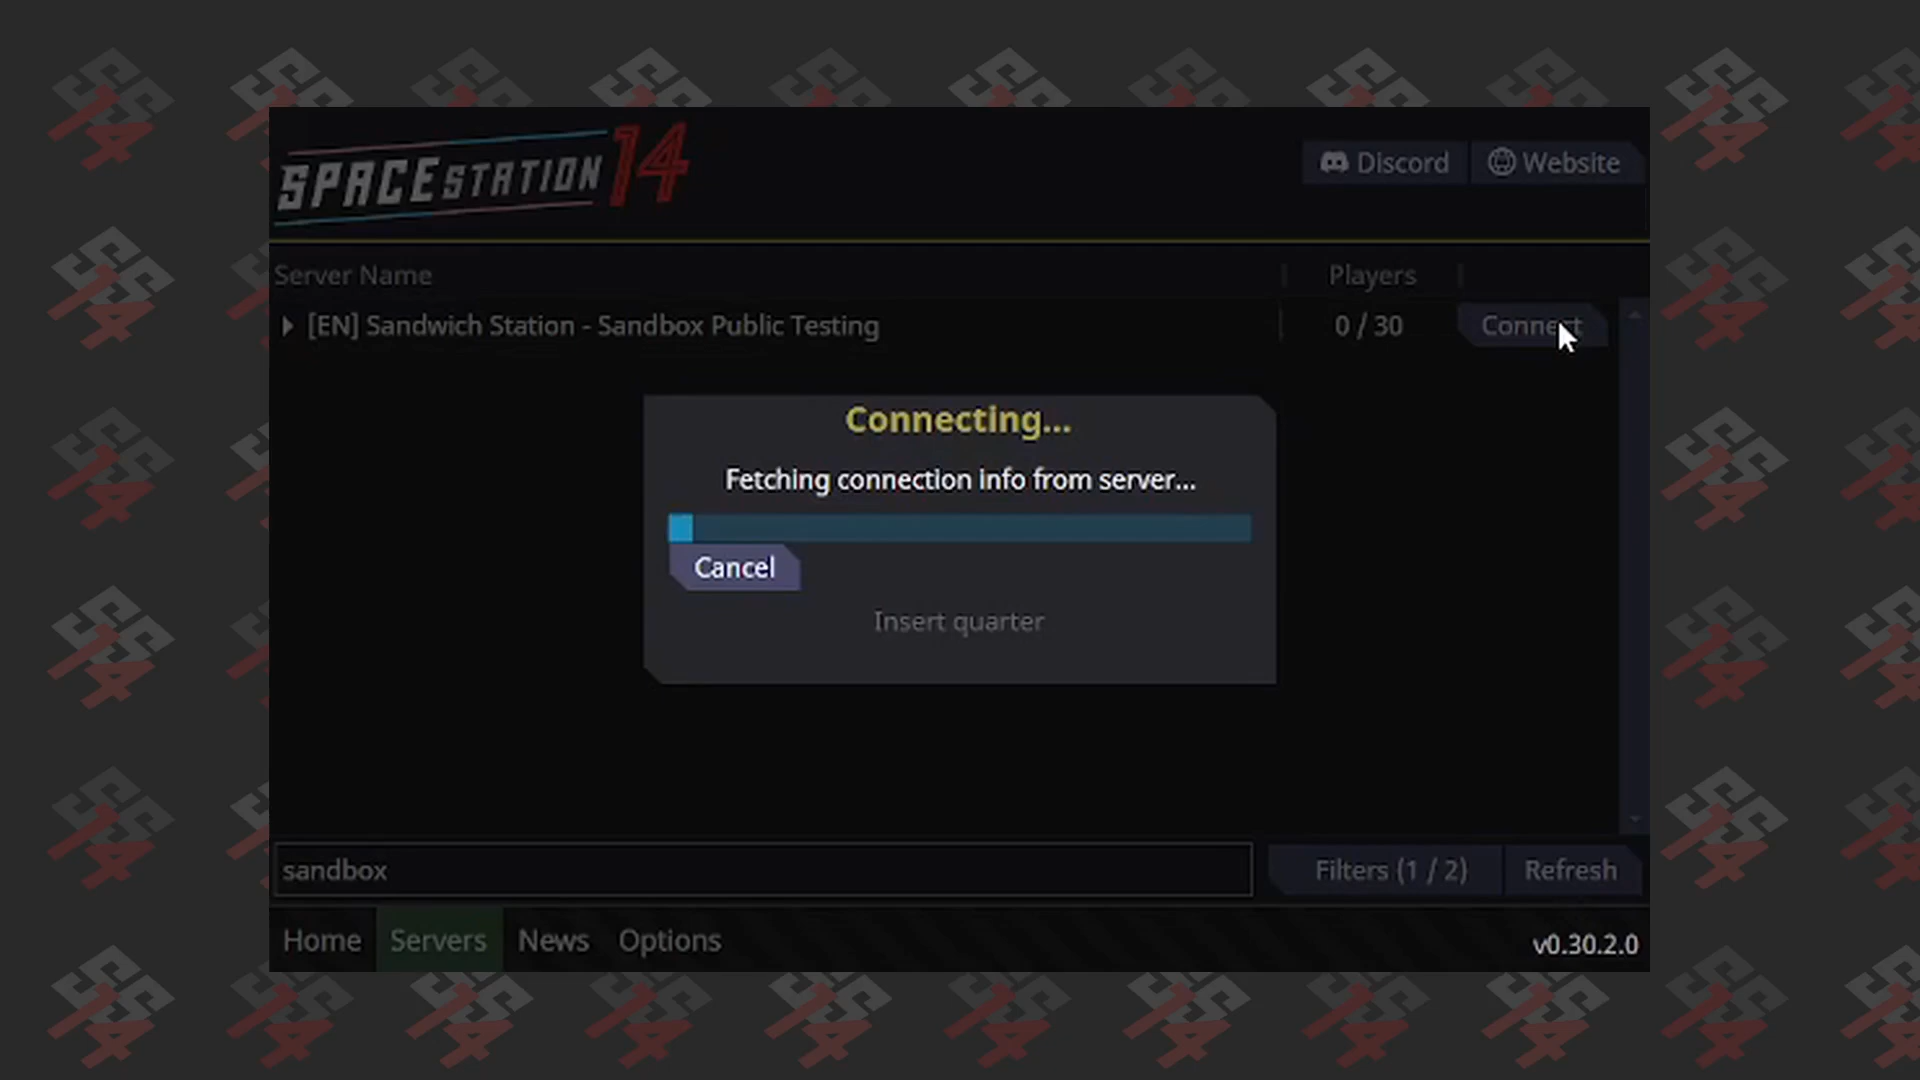 SPACE STATION 14
Discord
Website
Server Name
Players
[EN] Sandwich Station - Sandbox Public Testing
0 / 30
Connect
Connecting...
Fetching connection info from server...
Cancel
Insert quarter
sandbox
Filters (1 / 2)
Refresh
Home
Servers
News
Options
v0.30.2.0